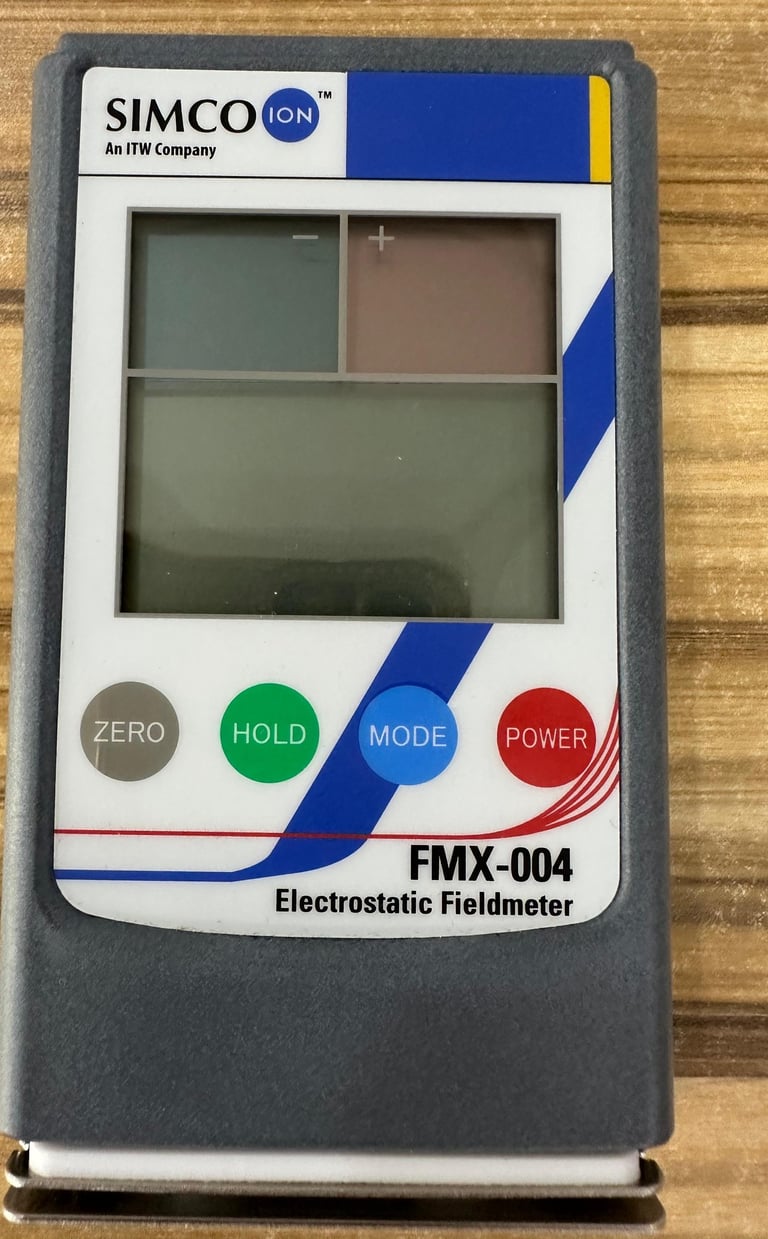 SIMCO ION™
An ITW Company
− +
ZERO HOLD MODE POWER
FMX-004
Electrostatic Fieldmeter